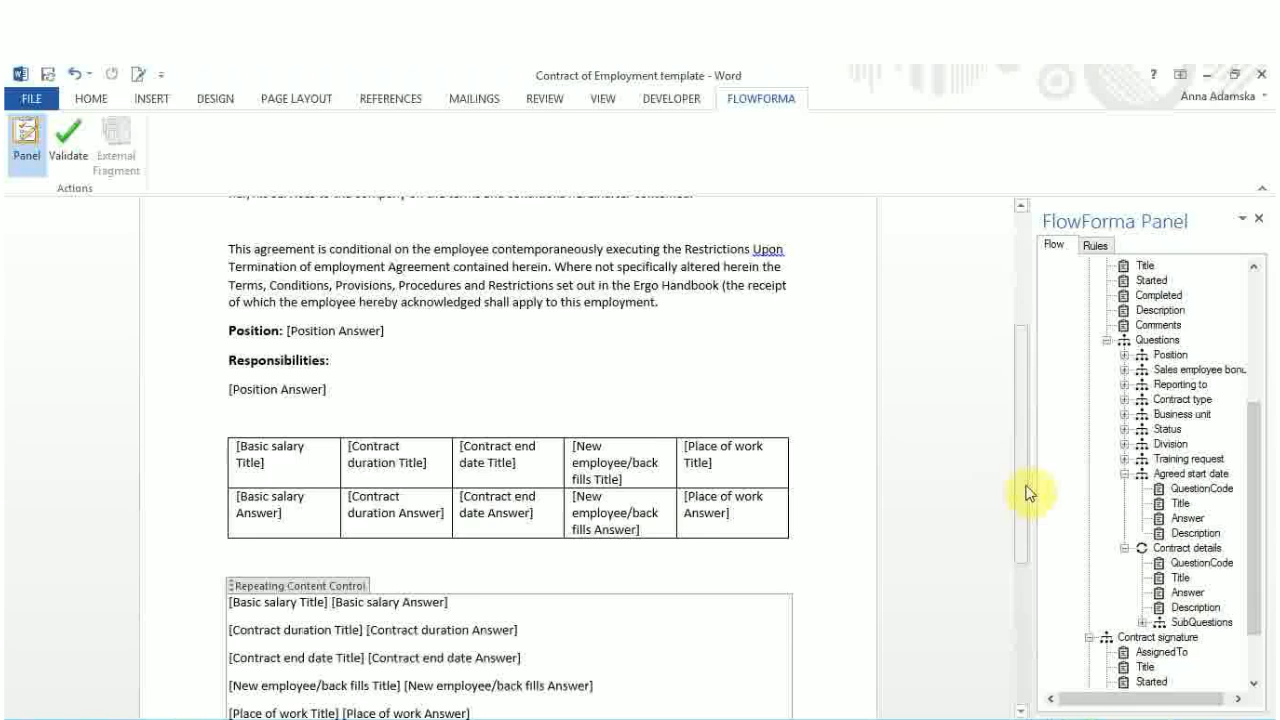 Contract of Employment template - Word
?
FILE
HOME
INSERT
DESIGN
PAGE LAYOUT
REFERENCES
MAILINGS
REVIEW
VIEW
DEVELOPER
FLOWFORMA
Anna Adamska
Panel
Validate
External
Fragment
Actions
This agreement is conditional on the employee contemporaneously executing the Restrictions Upon
Termination of employment Agreement contained herein. Where not specifically altered herein the
Terms, Conditions, Provisions, Procedures and Restrictions set out in the Ergo Handbook (the receipt
of which the employee hereby acknowledged shall apply to this employment.
Position: [Position Answer]
Responsibilities:
[Position Answer]
[Basic salary
Title]
[Contract
duration Title]
[Contract end
date Title]
[New
employee/back
fills Title]
[Place of work
Title]
[Basic salary
Answer]
[Contract
duration Answer]
[Contract end
date Answer]
[New
employee/back
fills Answer]
[Place of work
Answer]
Repeating Content Control
[Basic salary Title] [Basic salary Answer]
[Contract duration Title] [Contract duration Answer]
[Contract end date Title] [Contract end date Answer]
[New employee/back fills Title] [New employee/back fills Answer]
[Place of work Title] [Place of work Answer]
FlowForma Panel
Flow
Rules
Title
Started
Completed
Description
Comments
Questions
Position
Sales employee bonu
Reporting to
Contract type
Business unit
Status
Division
Training request
Agreed start date
QuestionCode
Title
Answer
Description
Contract details
QuestionCode
Title
Answer
Description
SubQuestions
Contract signature
AssignedTo
Title
Started